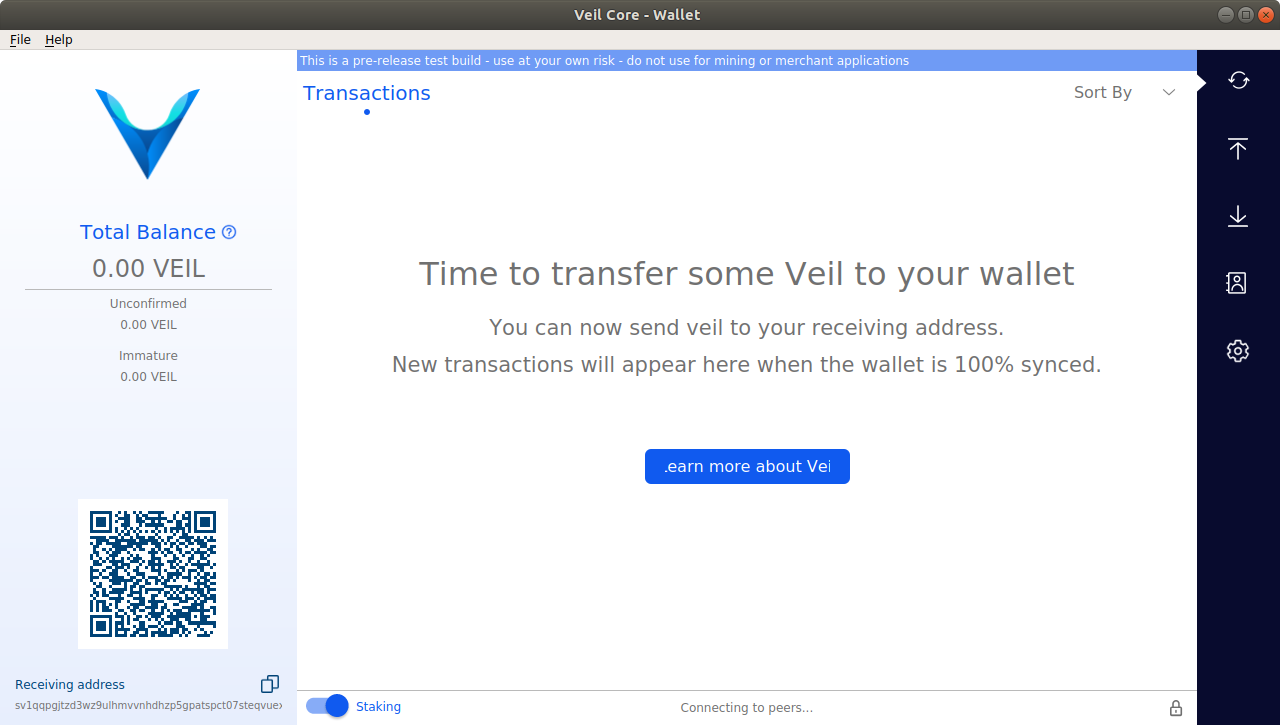 Veil Core - Wallet
File Help
This is a pre-release test build - use at your own risk - do not use for mining or merchant applications
Transactions
Sort By
Total Balance
0.00 VEIL
Unconfirmed
0.00 VEIL
Immature
0.00 VEIL
Time to transfer some Veil to your wallet
You can now send veil to your receiving address.
New transactions will appear here when the wallet is 100% synced.
Learn more about Vei
Receiving address
sv1qqpgjtzd3wz9ulhmvvnhdhzp5gpatspct07steqvuex
Staking
Connecting to peers...